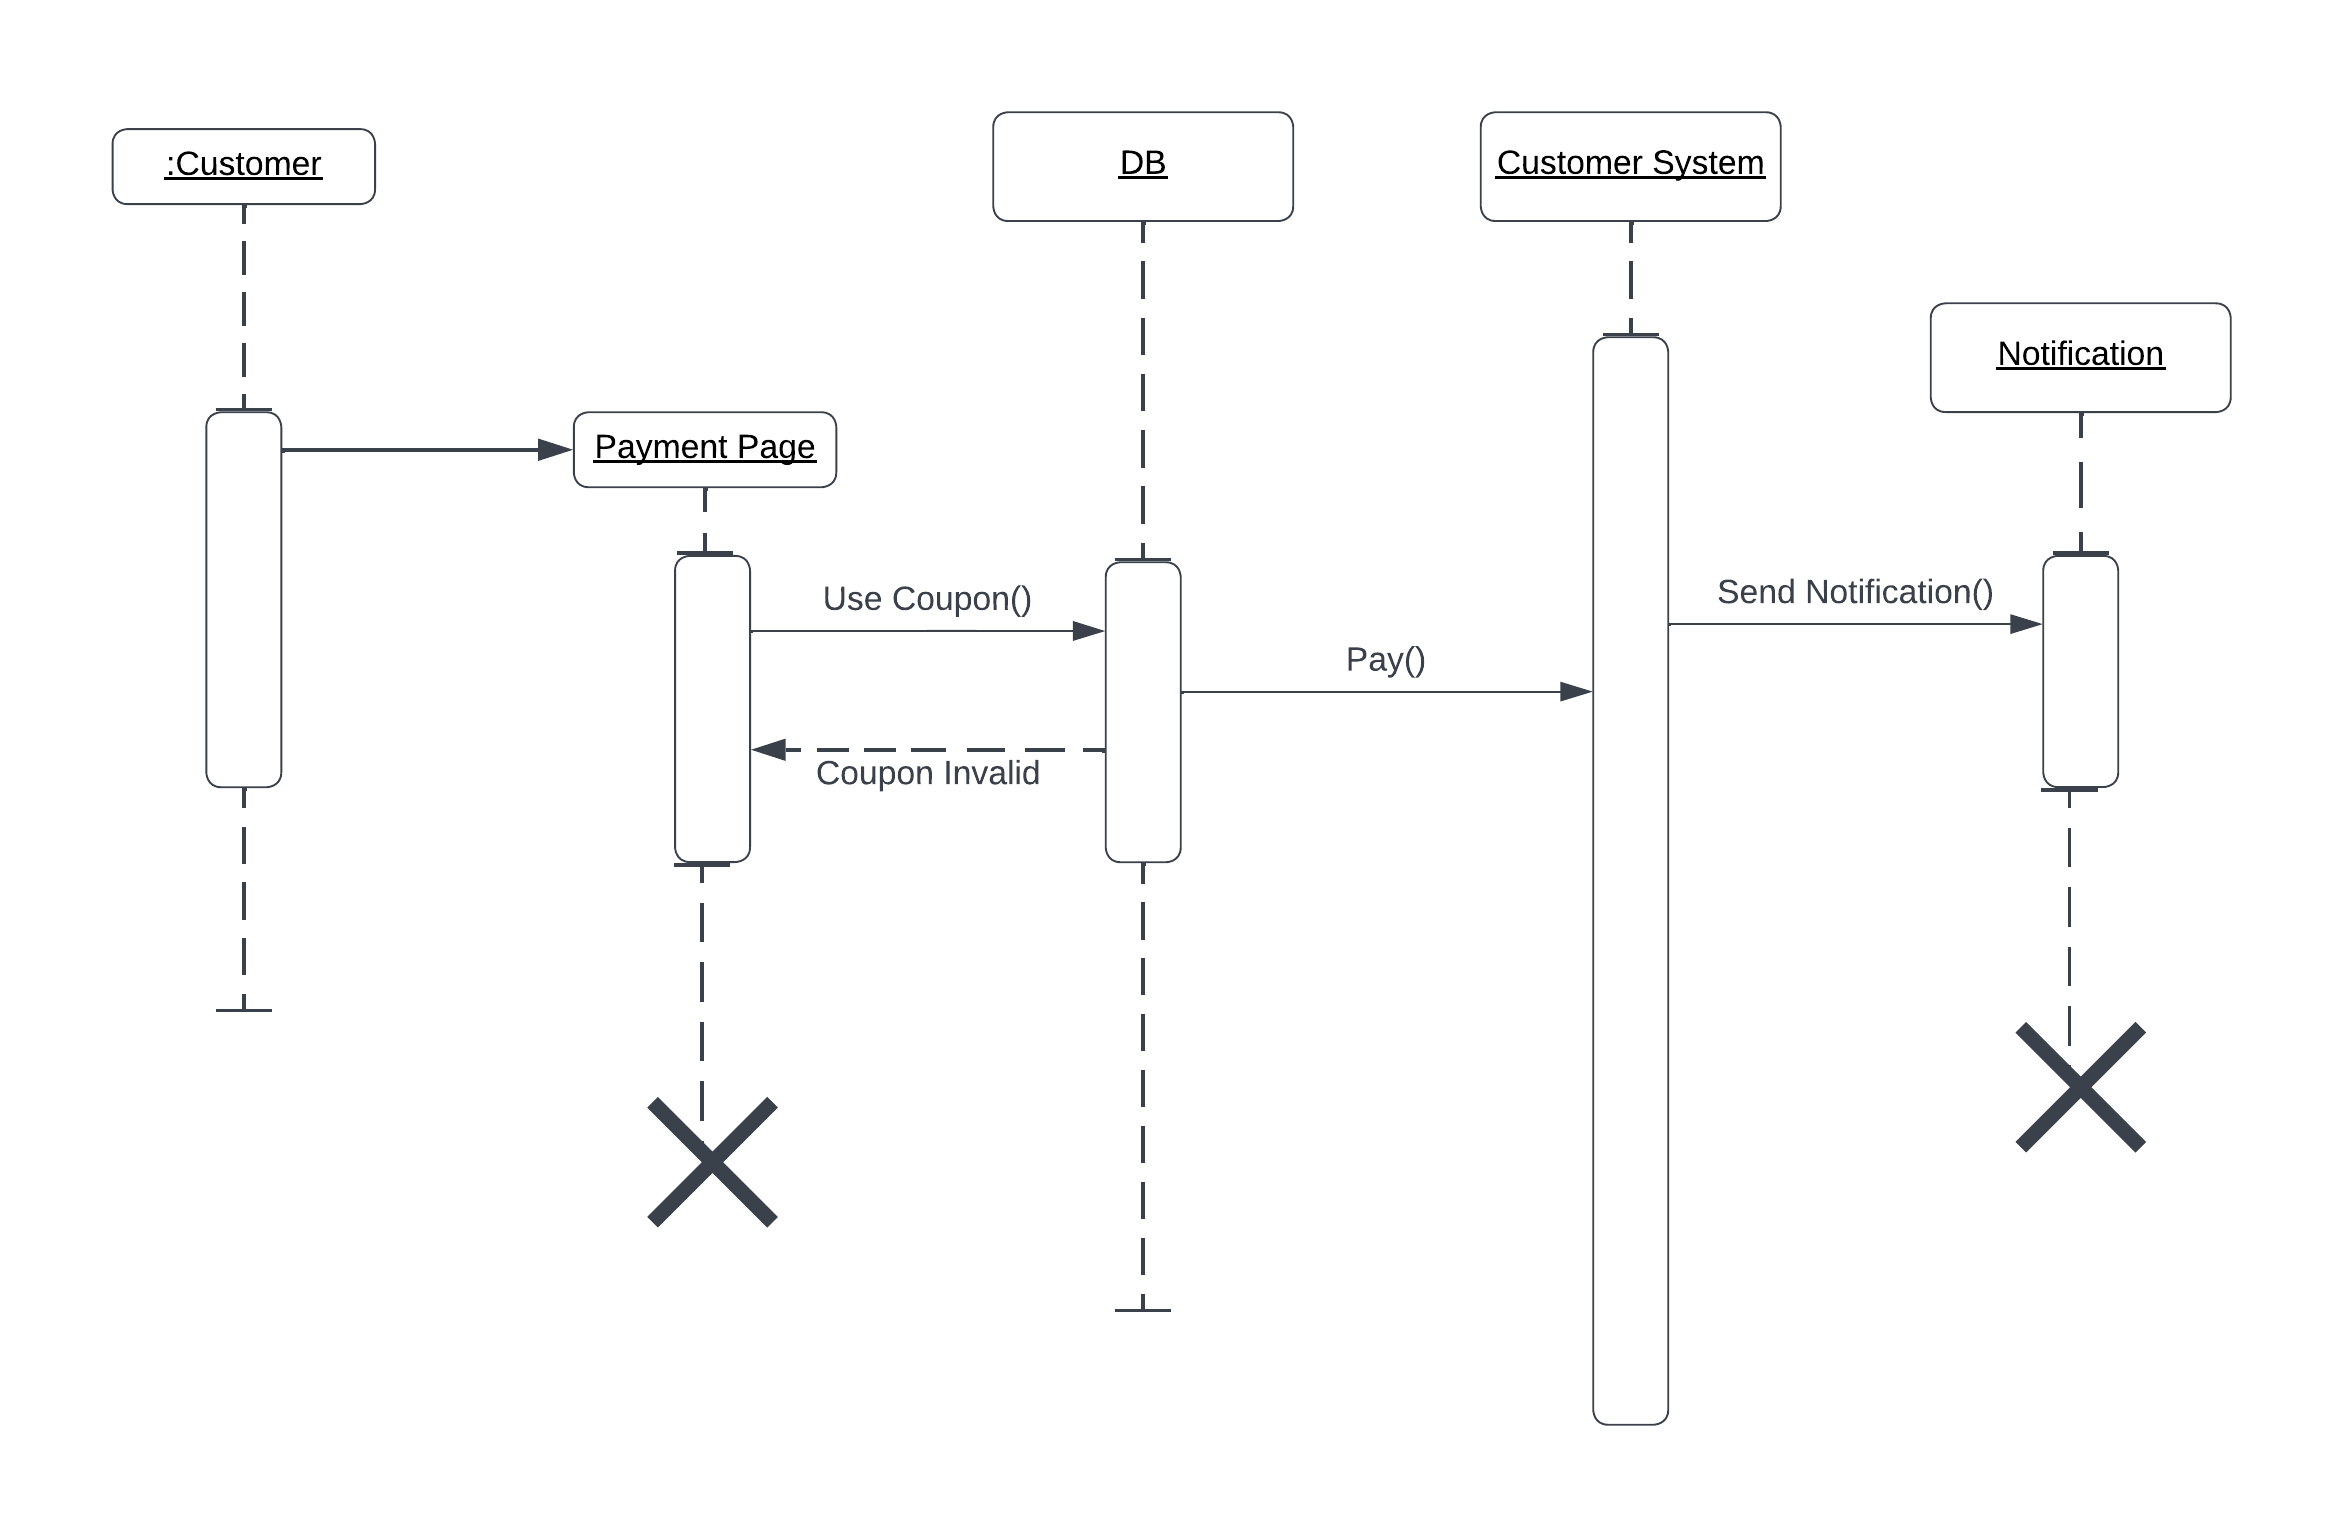 :Customer
DB
Customer System
Notification
Payment Page
Use Coupon()
Send Notification()
Pay()
Coupon Invalid